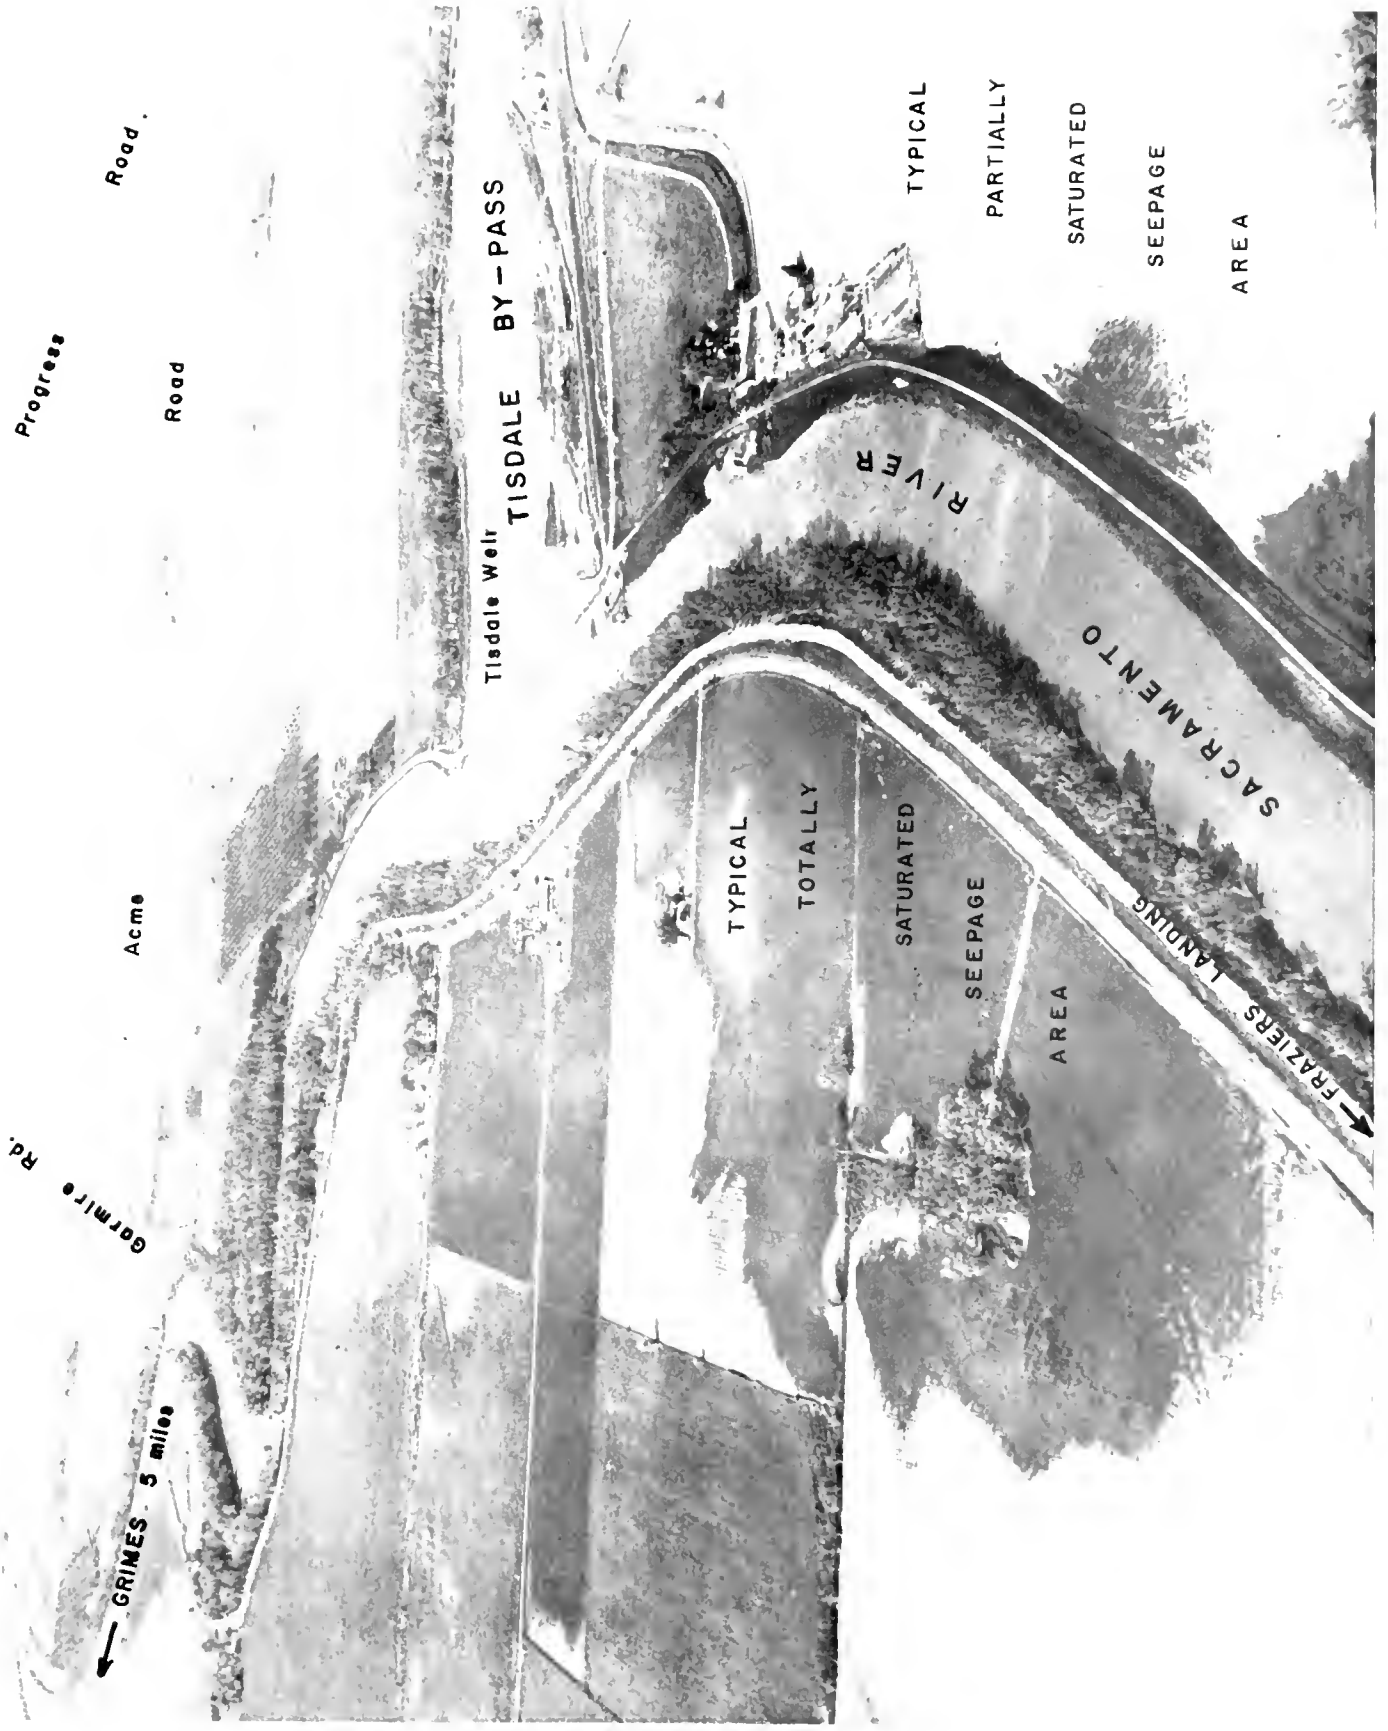 Garmire Rd.
Acme Road
Progress Road
← GRIMES 5 miles
Tisdale Weir
TISDALE BY-PASS
TYPICAL
TOTALLY
SATURATED
SEEPAGE
AREA
SACRAMENTO RIVER
TYPICAL
PARTIALLY
SATURATED
SEEPAGE
AREA
← FRAZIERS LANDING